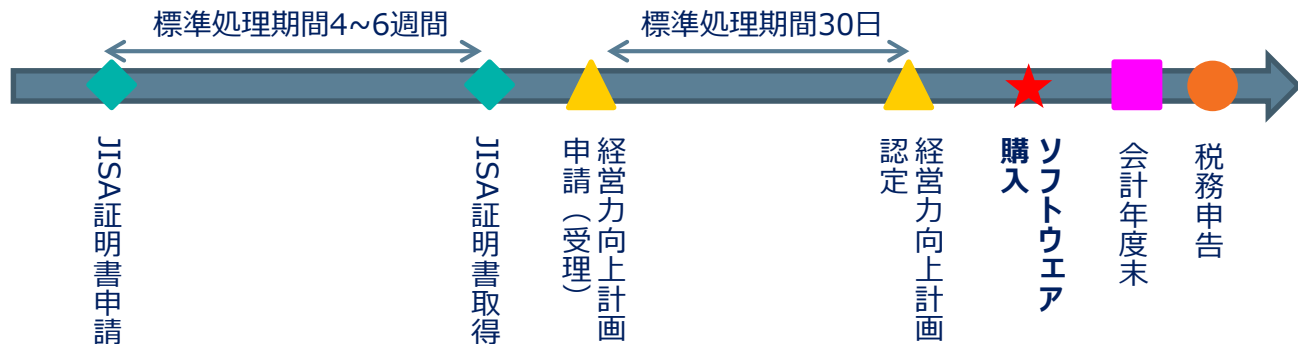 標準処理期間4~6週間
標準処理期間30日
JISA証明書申請
JISA証明書取得
経営力向上計画
申請（受理）
経営力向上計画
認定
ソフトウエア
購入
会計年度末
税務申告